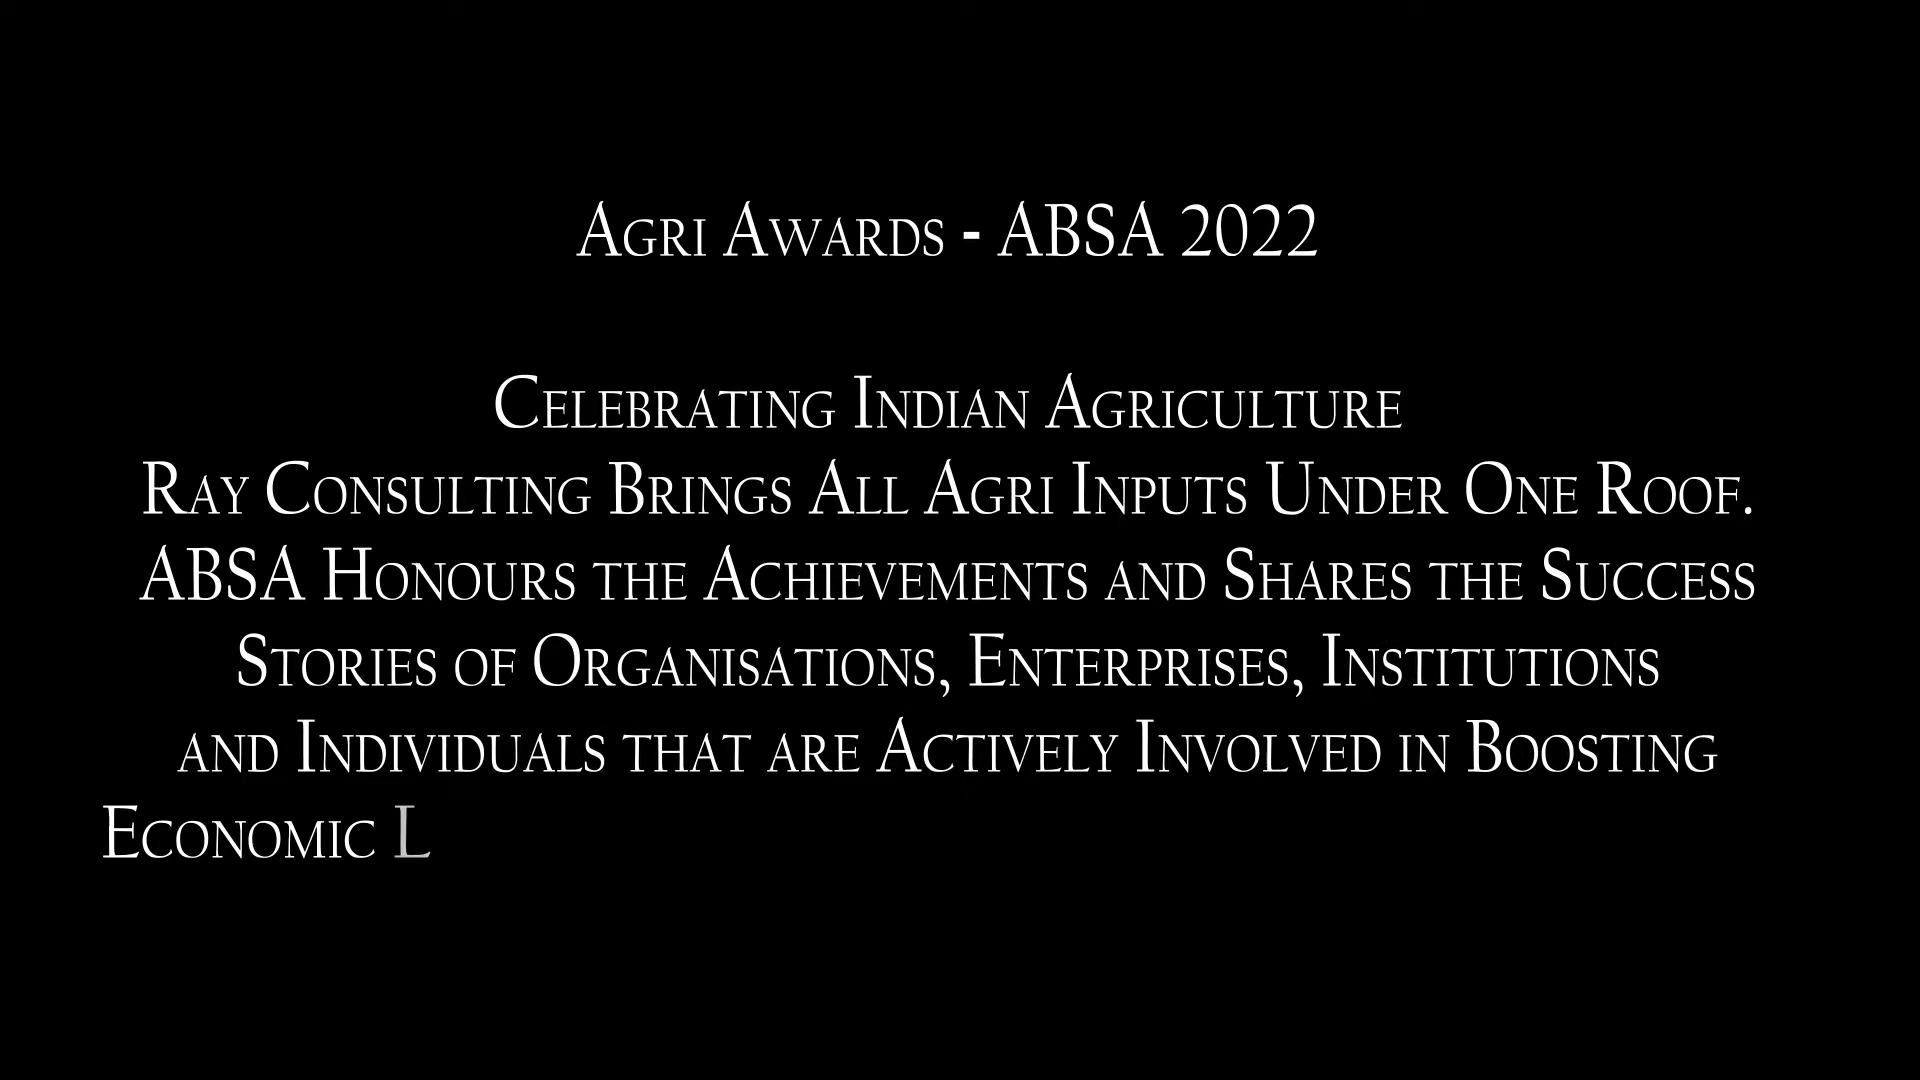 Agri Awards - ABSA 2022
Celebrating Indian Agriculture
Ray Consulting Brings All Agri Inputs Under One Roof.
ABSA Honours the Achievements and Shares the Success
Stories of Organisations, Enterprises, Institutions
and Individuals that are Actively Involved in Boosting
Economic L